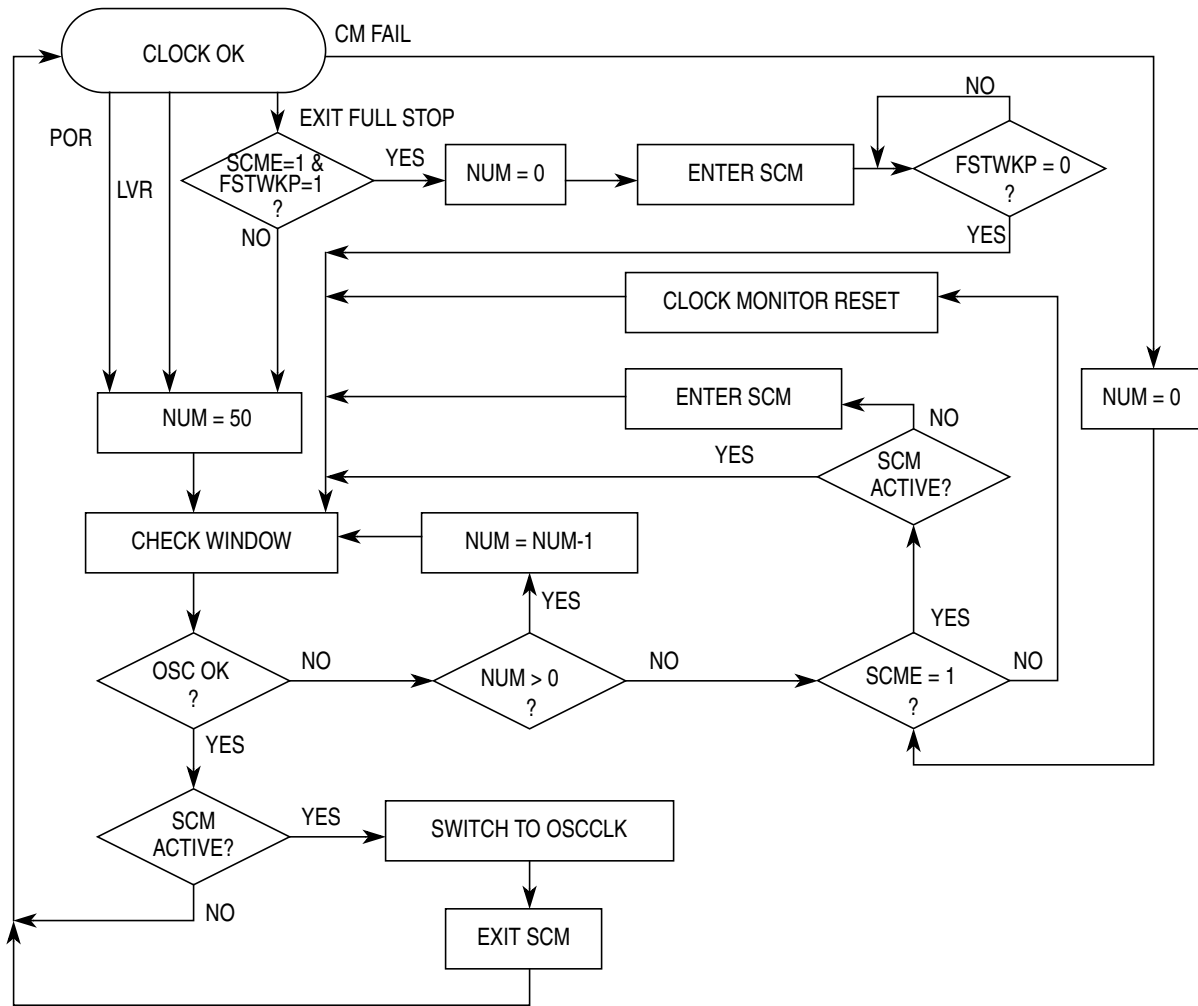 CM FAIL
CLOCK OK
NO
POR
EXIT FULL STOP
SCME=1 &
FSTWKP=1
?
YES
NUM = 0
ENTER SCM
FSTWKP = 0
?
LVR
NO
YES
CLOCK MONITOR RESET
NUM = 50
ENTER SCM
NUM = 0
NO
YES
SCM
ACTIVE?
CHECK WINDOW
NUM = NUM-1
YES
YES
OSC OK
?
NO
NUM > 0
?
NO
SCME = 1
?
NO
YES
SCM
ACTIVE?
YES
SWITCH TO OSCCLK
NO
EXIT SCM